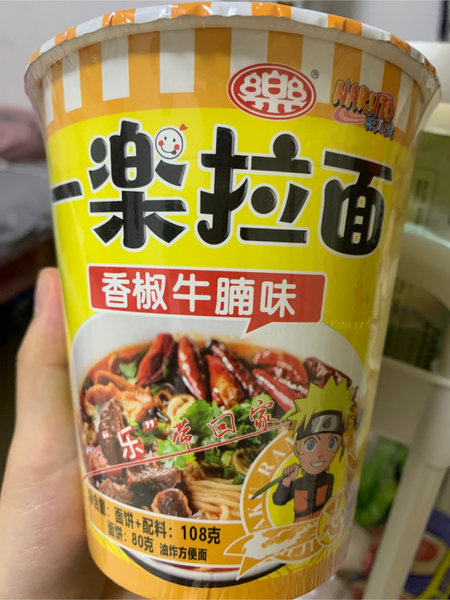 樂
®
NARUTO
一楽拉面
香椒牛腩味
“乐”带回家
净含量：面饼+配料：108克
面饼：80克 油炸方便面